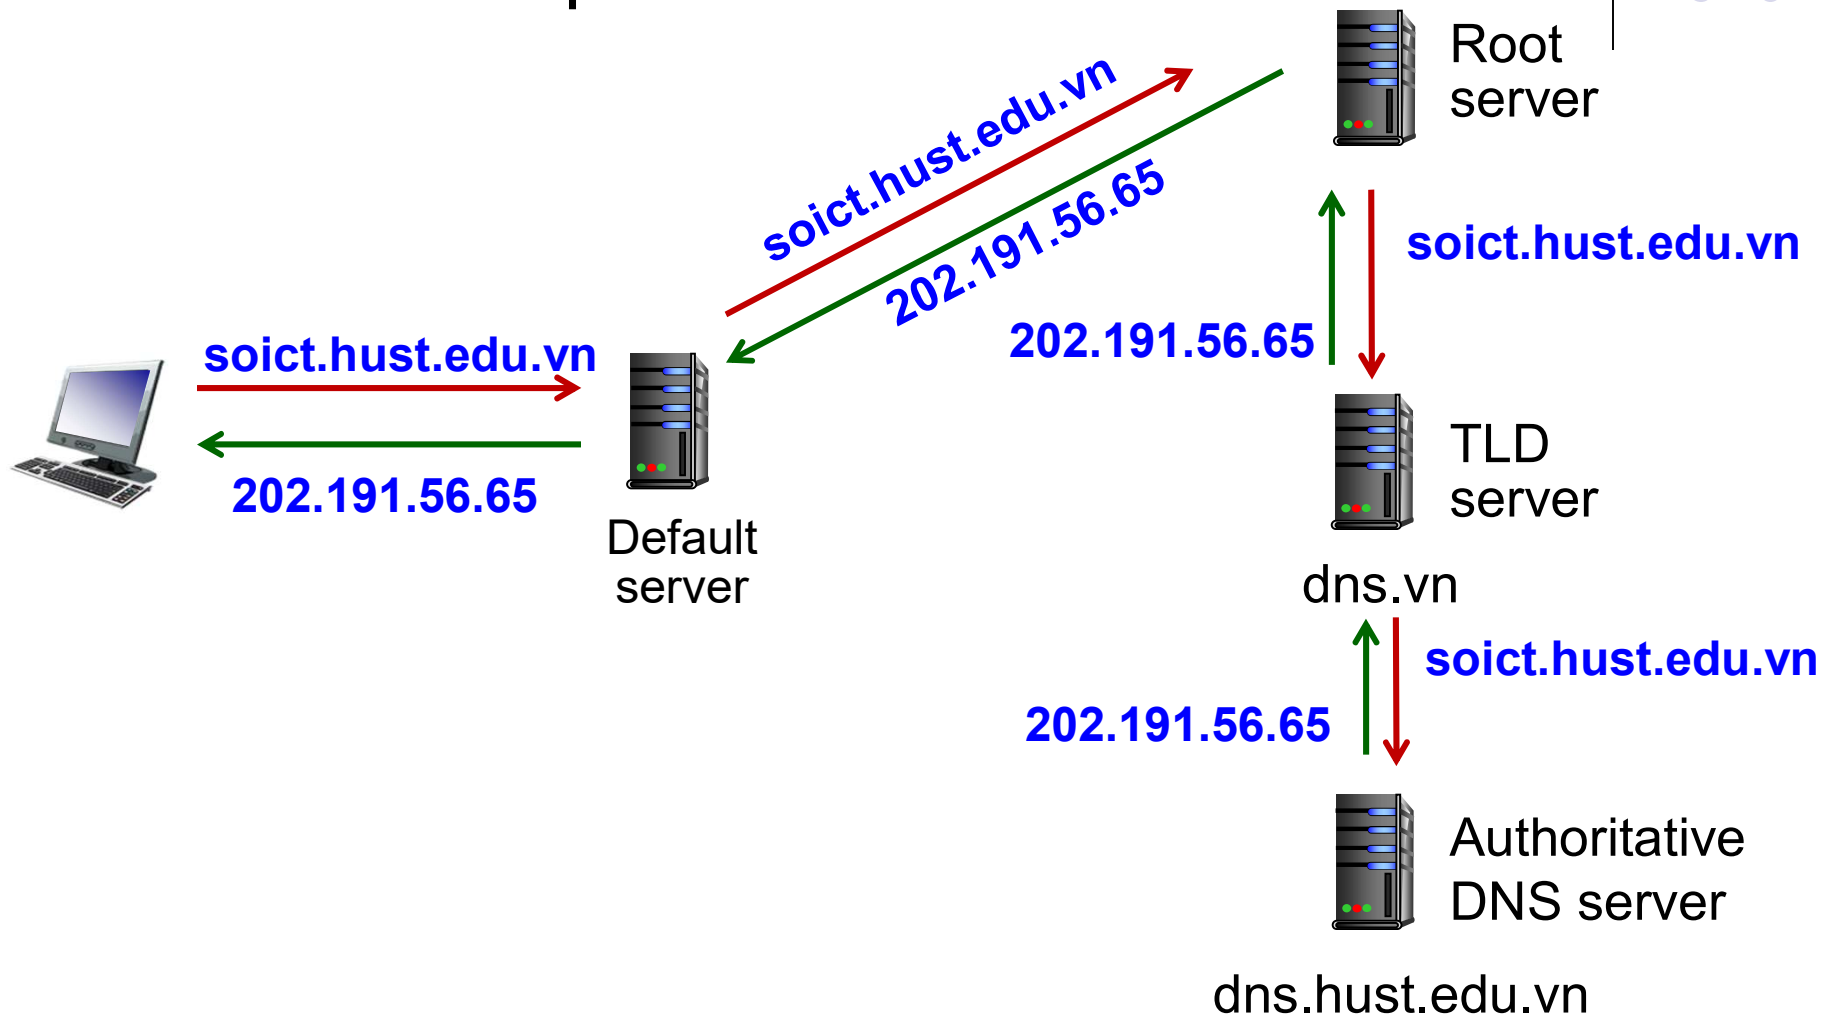 Root
server
soict.hust.edu.vn
202.191.56.65
soict.hust.edu.vn
202.191.56.65
soict.hust.edu.vn
202.191.56.65
Default
server
TLD
server
dns.vn
soict.hust.edu.vn
202.191.56.65
Authoritative
DNS server
dns.hust.edu.vn